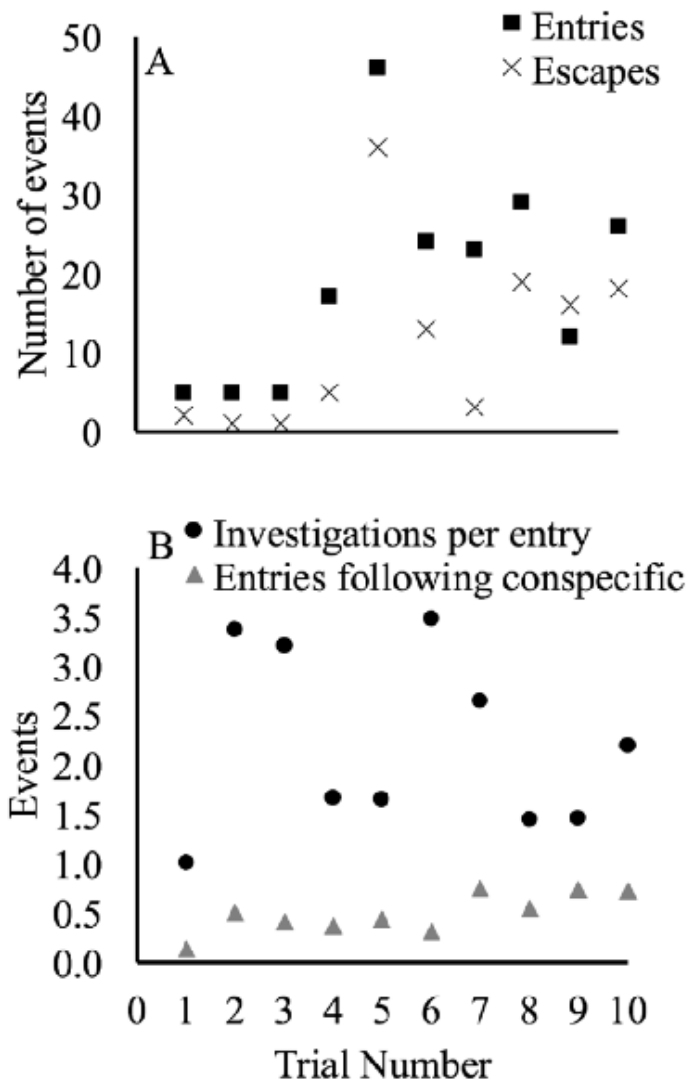 Entries
Escapes
A
50
40
30
20
10
0
Number of events
B
Investigations per entry
Entries following conspecific
4.0
3.5
3.0
2.5
2.0
1.5
1.0
0.5
0.0
Events
0 1 2 3 4 5 6 7 8 9 10
Trial Number